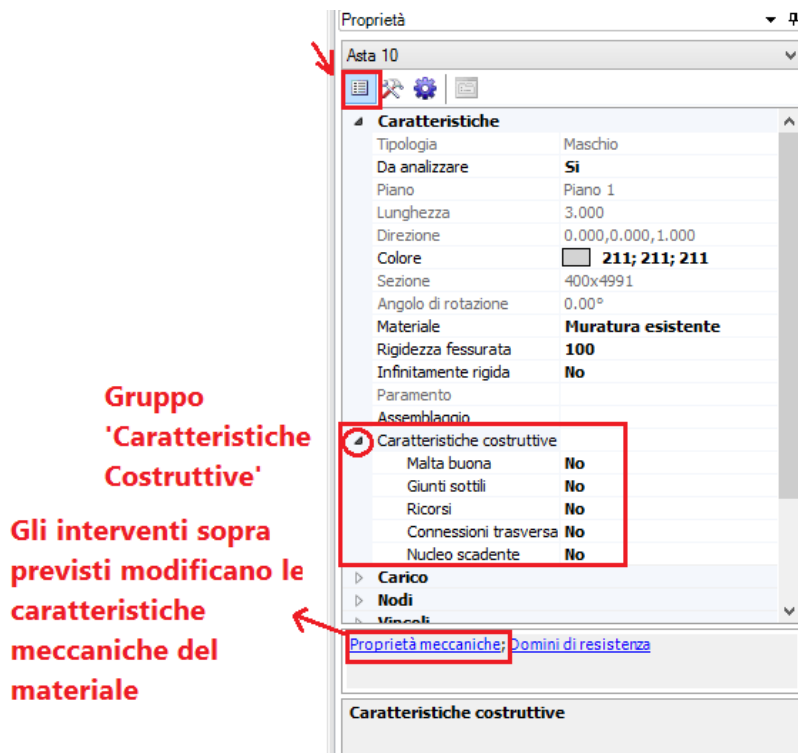 Proprietà
Asta 10
Caratteristiche
Tipologia Maschio
Da analizzare Sì
Piano Piano 1
Lunghezza 3.000
Direzione 0.000,0.000,1.000
Colore 211; 211; 211
Sezione 400x4991
Angolo di rotazione 0.00°
Materiale Muratura esistente
Rigidezza fessurata 100
Infinitamente rigida No
Paramento
Assemblaggio
Caratteristiche costruttive
Malta buona No
Giunti sottili No
Ricorsi No
Connessioni trasversa No
Nucleo scadente No
Carico
Nodi
Vincoli
Proprietà meccaniche; Domini di resistenza
Caratteristiche costruttive
Gruppo
'Caratteristiche
Costruttive'
Gli interventi sopra
previsti modificano le
caratteristiche
meccaniche del
materiale